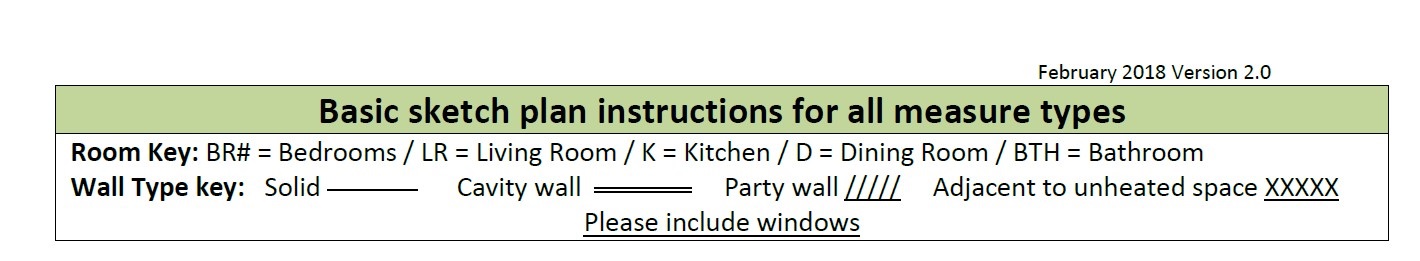 February 2018 Version 2.0
Basic sketch plan instructions for all measure types
Room Key: BR# = Bedrooms / LR = Living Room / K = Kitchen / D = Dining Room / BTH = Bathroom
Wall Type key: Solid Cavity wall Party wall ///// Adjacent to unheated space XXXXX
Please include windows